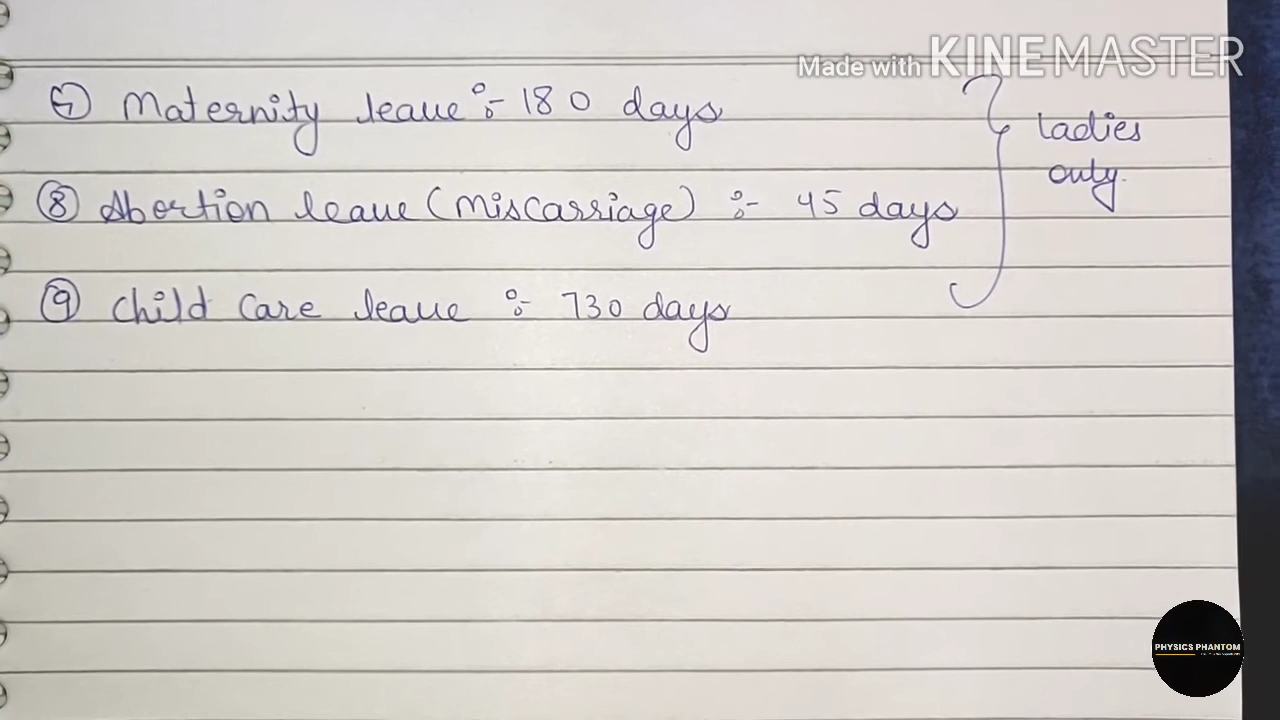 Made with KINEMASTER
⑦ Maternity leave :- 180 days
⑧ Abortion leave (Miscarriage) :- 45 days
⑨ Child Care leave :- 730 days
ladies
only.
PHYSICS PHANTOM